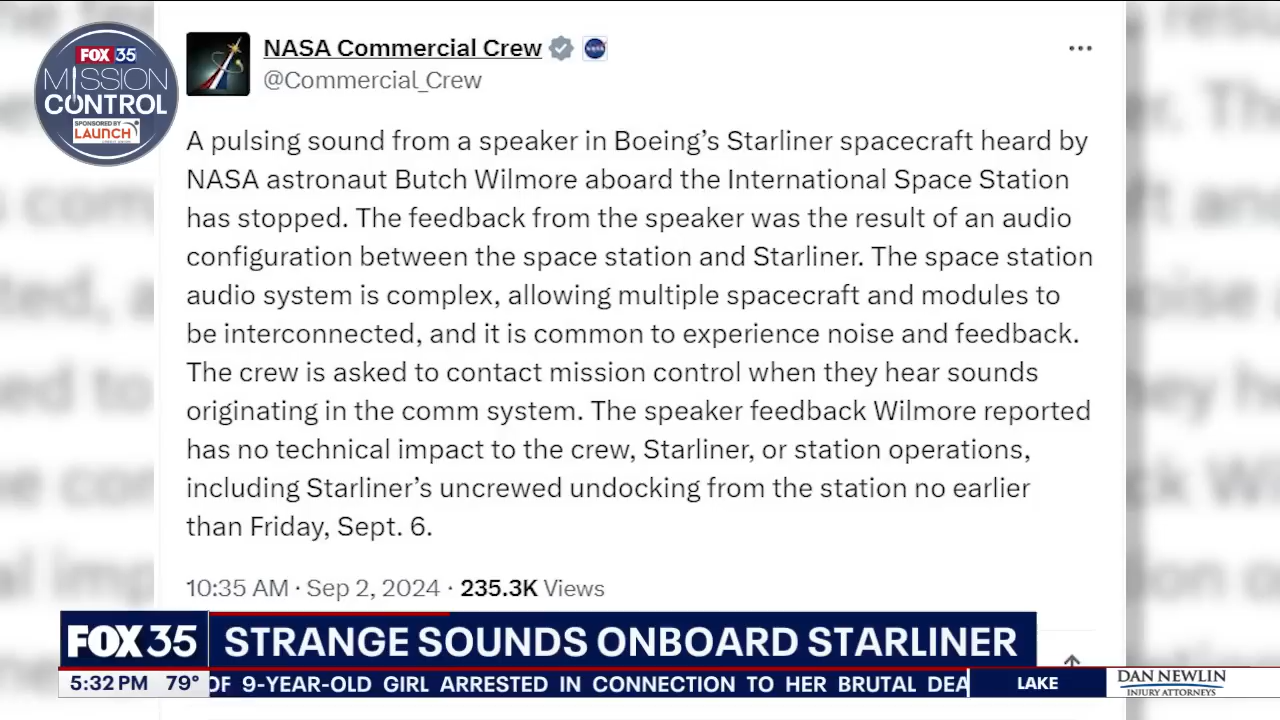 FOX 35
MISSION
CONTROL
SPONSORED BY
LAUNCH
CREDIT UNION
NASA Commercial Crew
@Commercial_Crew
A pulsing sound from a speaker in Boeing’s Starliner spacecraft heard by
NASA astronaut Butch Wilmore aboard the International Space Station
has stopped. The feedback from the speaker was the result of an audio
configuration between the space station and Starliner. The space station
audio system is complex, allowing multiple spacecraft and modules to
be interconnected, and it is common to experience noise and feedback.
The crew is asked to contact mission control when they hear sounds
originating in the comm system. The speaker feedback Wilmore reported
has no technical impact to the crew, Starliner, or station operations,
including Starliner’s uncrewed undocking from the station no earlier
than Friday, Sept. 6.
10:35 AM · Sep 2, 2024 · 235.3K Views
FOX 35 STRANGE SOUNDS ONBOARD STARLINER
5:32 PM 79° OF 9-YEAR-OLD GIRL ARRESTED IN CONNECTION TO HER BRUTAL DEA LAKE
DAN NEWLIN
INJURY ATTORNEYS